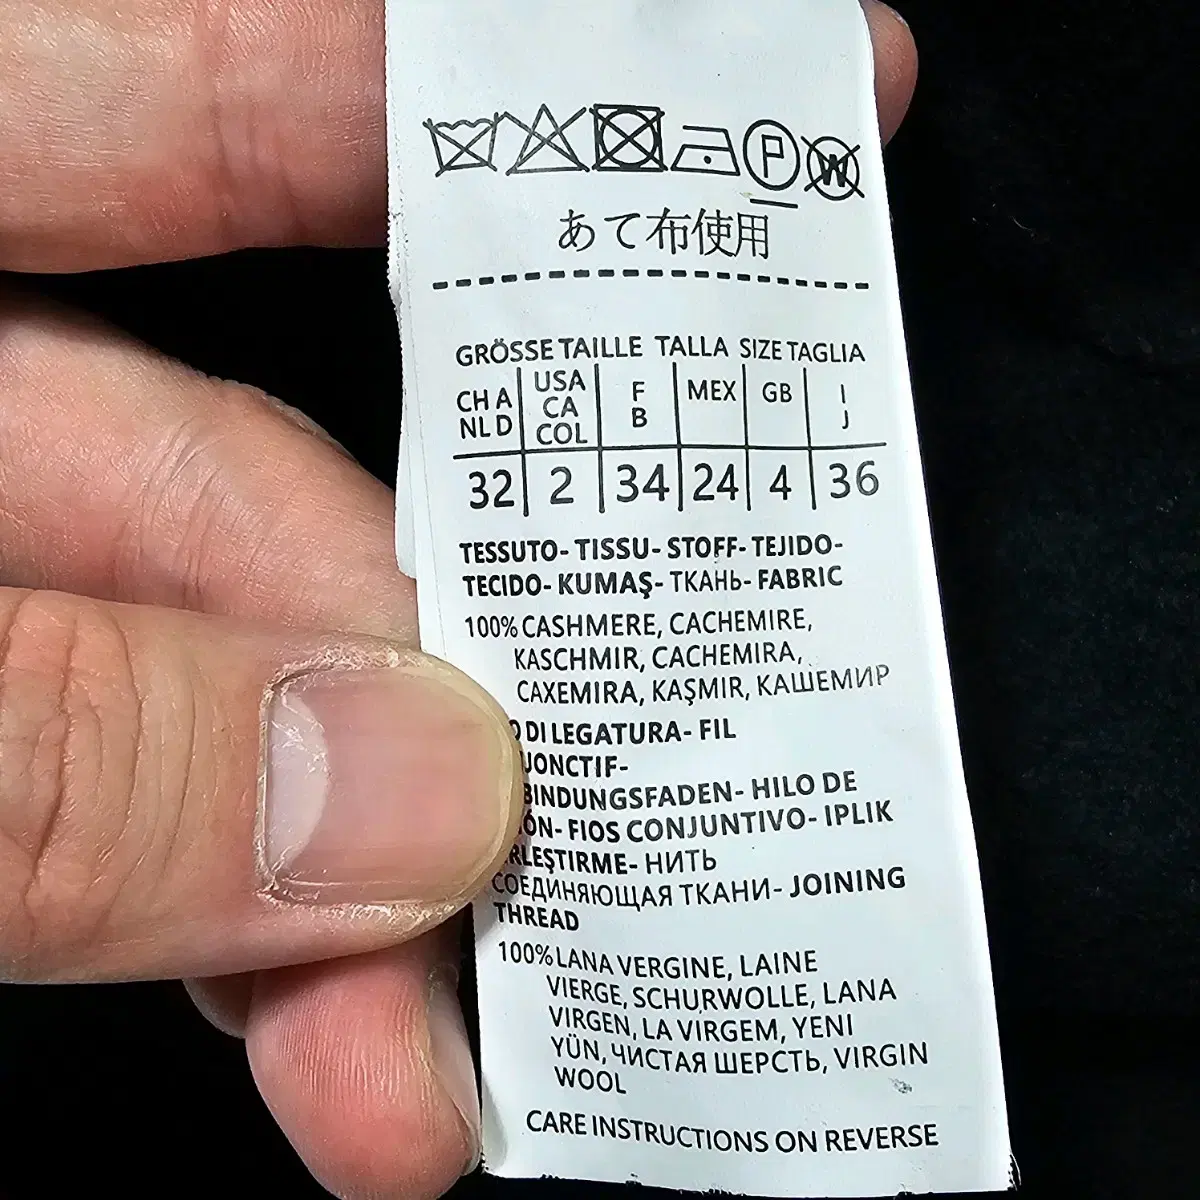 P W
あて布使用
GRÖSSE TAILLE TALLA SIZE TAGLIA
CH A NL D USA CA COL F B MEX GB I J
32 2 34 24 4 36
TESSUTO- TISSU- STOFF- TEJIDO-
TECIDO- KUMAŞ- ТКАНЬ- FABRIC
100% CASHMERE, CACHEMIRE,
KASCHMIR, CACHEMIRA,
CAXEMIRA, KAŞMIR, КАШЕМИР
DI LEGATURA- FIL
HILO DE
FIOS CONJUNTIVO- IPLIK
НИТЬ
СОЕДИНЯЮЩАЯ ТКАНИ- JOINING
THREAD
100% LANA VERGINE, LAINE
VIERGE, SCHURWOLLE, LANA
VIRGEN, LA VIRGEM, YENI
YÜN, ЧИСТАЯ ШЕРСТЬ, VIRGIN
WOOL
CARE INSTRUCTIONS ON REVERSE